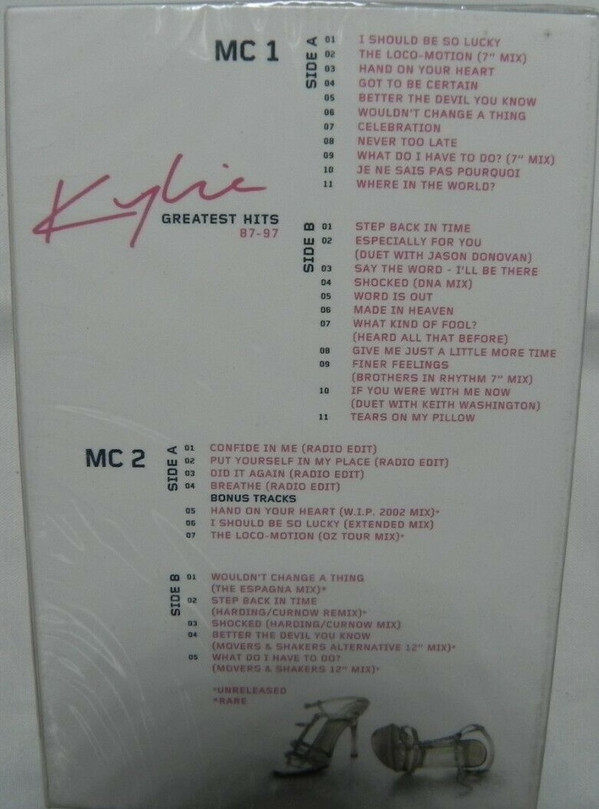 MC 1
SIDE A
01 I SHOULD BE SO LUCKY
02 THE LOCO-MOTION (7" MIX)
03 HAND ON YOUR HEART
04 GOT TO BE CERTAIN
05 BETTER THE DEVIL YOU KNOW
06 WOULDN'T CHANGE A THING
07 CELEBRATION
08 NEVER TOO LATE
09 WHAT DO I HAVE TO DO? (7" MIX)
10 JE NE SAIS PAS POURQUOI
11 WHERE IN THE WORLD?
Kylie
GREATEST HITS
87-97
SIDE B
01 STEP BACK IN TIME
02 ESPECIALLY FOR YOU
(DUET WITH JASON DONOVAN)
03 SAY THE WORD - I'LL BE THERE
04 SHOCKED (DNA MIX)
05 WORD IS OUT
06 MADE IN HEAVEN
07 WHAT KIND OF FOOL?
(HEARD ALL THAT BEFORE)
08 GIVE ME JUST A LITTLE MORE TIME
09 FINER FEELINGS
(BROTHERS IN RHYTHM 7" MIX)
10 IF YOU WERE WITH ME NOW
(DUET WITH KEITH WASHINGTON)
11 TEARS ON MY PILLOW
MC 2
SIDE A
01 CONFIDE IN ME (RADIO EDIT)
02 PUT YOURSELF IN MY PLACE (RADIO EDIT)
03 DID IT AGAIN (RADIO EDIT)
04 BREATHE (RADIO EDIT)
BONUS TRACKS
05 HAND ON YOUR HEART (W.I.P. 2002 MIX)*
06 I SHOULD BE SO LUCKY (EXTENDED MIX)
07 THE LOCO-MOTION (OZ TOUR MIX)*
SIDE B
01 WOULDN'T CHANGE A THING
(THE ESPAGNA MIX)*
02 STEP BACK IN TIME
(HARDING/CURNOW REMIX)*
03 SHOCKED (HARDING/CURNOW MIX)
04 BETTER THE DEVIL YOU KNOW
(MOVERS & SHAKERS ALTERNATIVE 12" MIX)*
05 WHAT DO I HAVE TO DO?
(MOVERS & SHAKERS 12" MIX)*
*UNRELEASED
*RARE